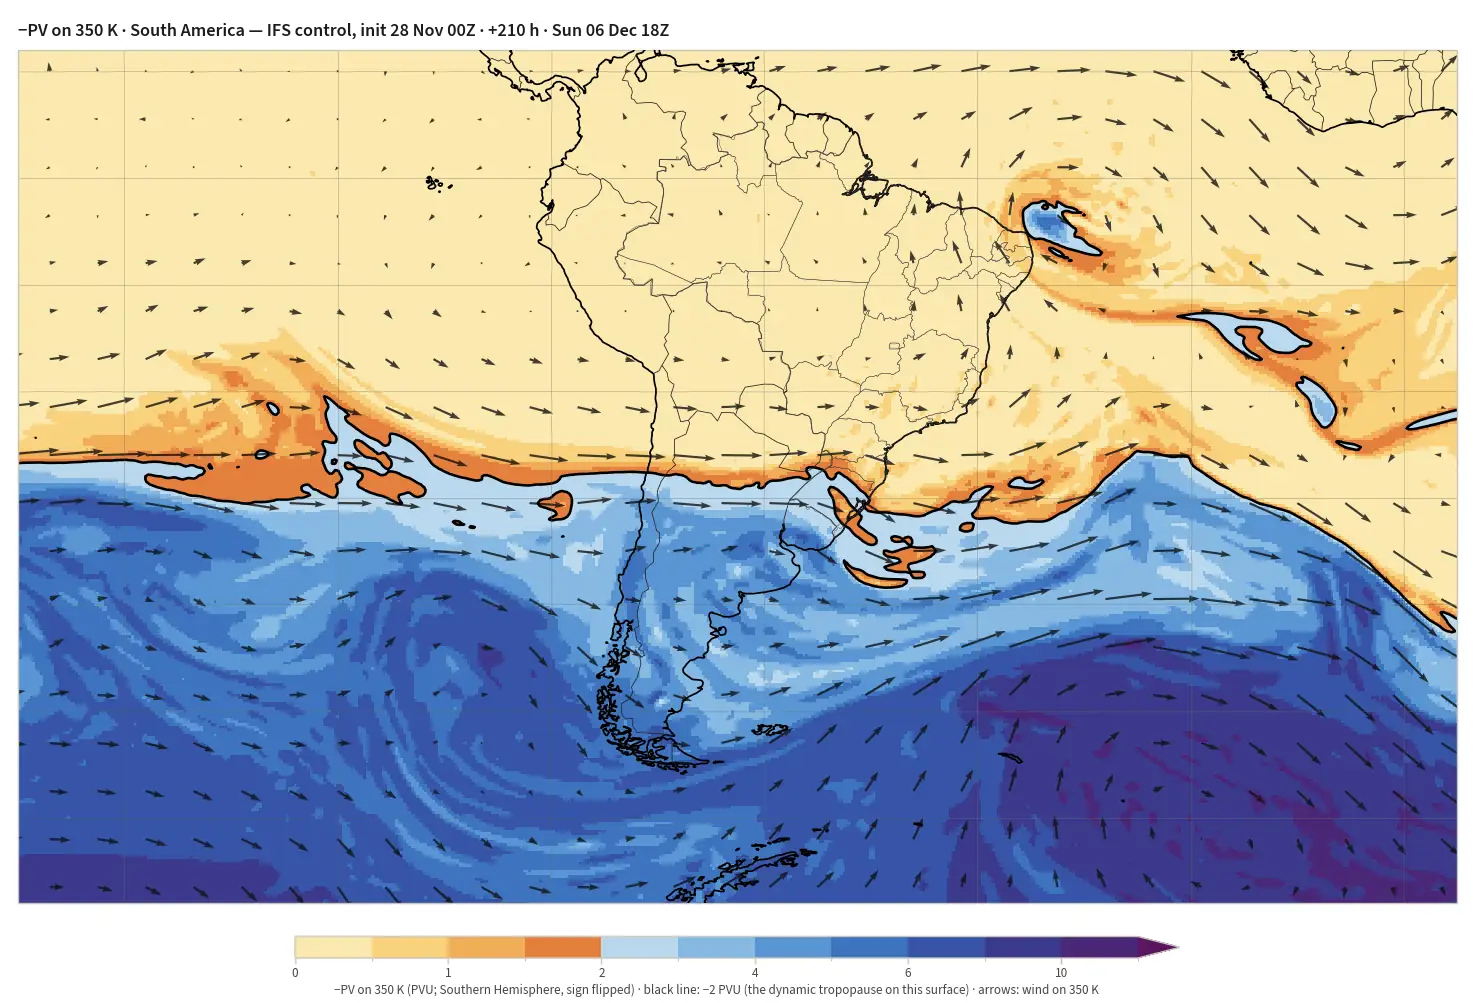 −PV on 350 K · South America — IFS control, init 28 Nov 00Z · +210 h · Sun 06 Dec 18Z
0 1 2 4 6 10
−PV on 350 K (PVU; Southern Hemisphere, sign flipped) · black line: −2 PVU (the dynamic tropopause on this surface) · arrows: wind on 350 K